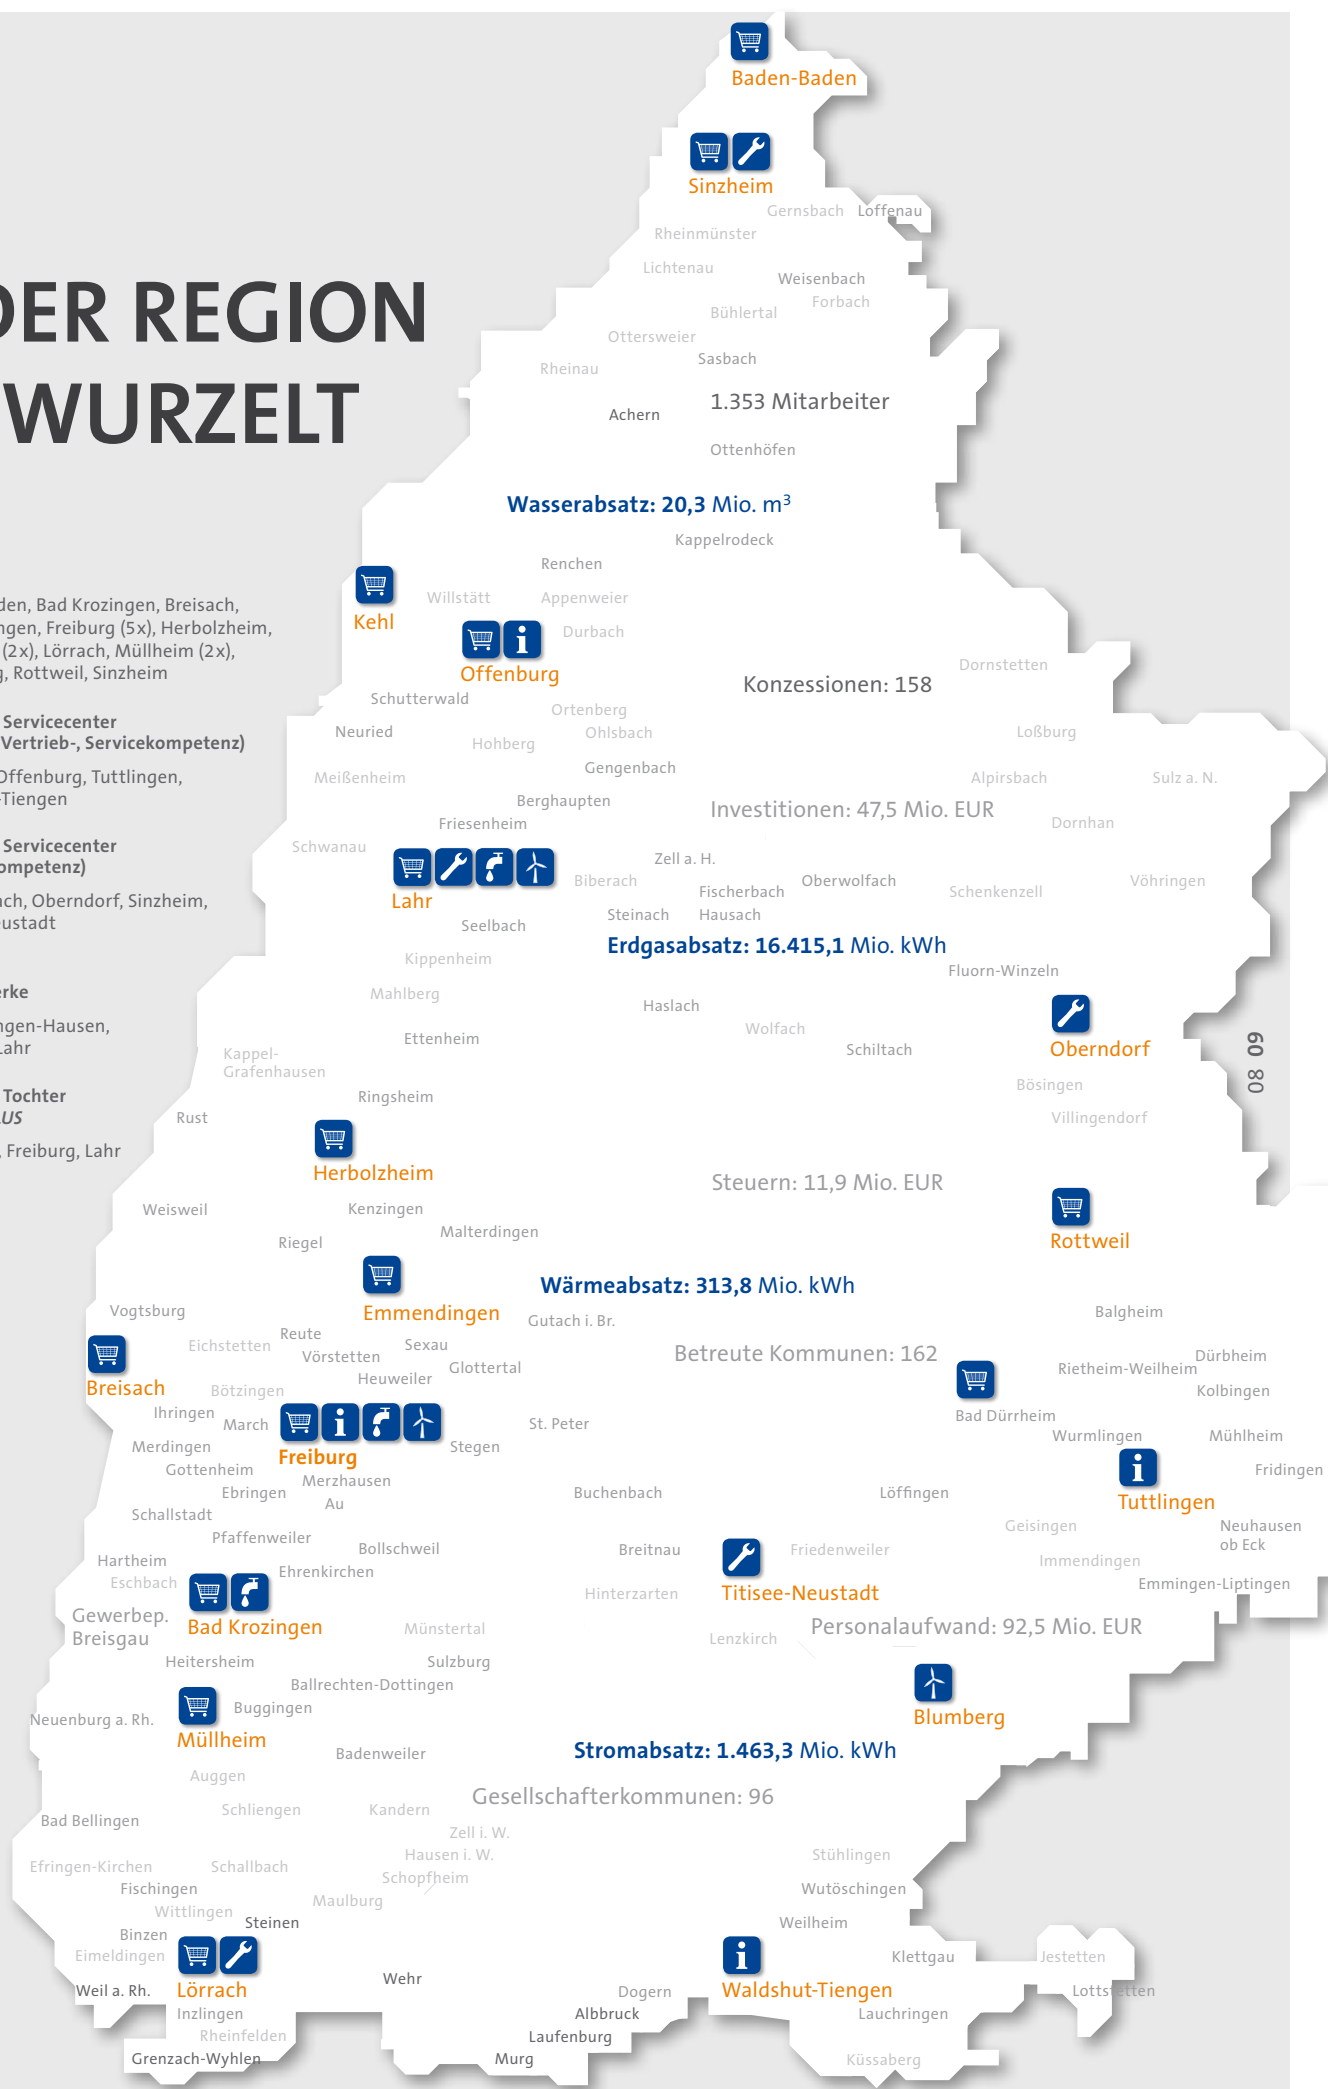 DER REGION
WURZELT
den, Bad Krozingen, Breisach,
ngen, Freiburg (5x), Herbolzheim,
(2x), Lörrach, Müllheim (2x),
g, Rottweil, Sinzheim
Servicecenter
Vertrieb-, Servicekompetenz)
Offenburg, Tuttlingen,
-Tiengen
Servicecenter
ompetenz)
ach, Oberndorf, Sinzheim,
eustadt
erke
ngen-Hausen,
Lahr
Tochter
LUS
, Freiburg, Lahr
Baden-Baden
Sinzheim
Gernsbach Loffenau
Rheinmünster
Lichtenau
Weisenbach
Forbach
Bühlertal
Ottersweier
Sasbach
Rheinau
1.353 Mitarbeiter
Achern
Ottenhöfen
Wasserabsatz: 20,3 Mio. m³
Kappelrodeck
Renchen
Willstätt Appenweier
Kehl
Durbach
Offenburg
Dornstetten
Konzessionen: 158
Schutterwald
Ortenberg
Neuried
Ohlsbach
Loßburg
Hohberg
Gengenbach
Meißenheim
Alpirsbach Sulz a. N.
Berghaupten
Investitionen: 47,5 Mio. EUR
Friesenheim
Dornhan
Schwanau
Zell a. H.
Biberach
Oberwolfach
Vöhringen
Fischerbach
Schenkenzell
Lahr
Steinach Hausach
Seelbach
Erdgasabsatz: 16.415,1 Mio. kWh
Kippenheim
Fluorn-Winzeln
Mahlberg
Haslach
Wolfach
Ettenheim
Schiltach
Oberndorf
Kappel-
Grafenhausen
Bösingen
Ringsheim
Rust
Villingendorf
08 09
Herbolzheim
Steuern: 11,9 Mio. EUR
Weisweil
Kenzingen
Malterdingen
Riegel
Rottweil
Wärmeabsatz: 313,8 Mio. kWh
Vogtsburg
Emmendingen
Gutach i. Br.
Balgheim
Reute
Eichstetten
Sexau
Vörstetten
Betreute Kommunen: 162
Dürbheim
Glottertal
Rietheim-Weilheim
Heuweiler
Breisach
Bötzingen
Kolbingen
Ihringen
March
St. Peter
Bad Dürrheim
Wurmlingen
Mühlheim
Merdingen
Stegen
Freiburg
Gottenheim
Fridingen
Merzhausen
Ebringen
Buchenbach
Löffingen
Au
Tuttlingen
Schallstadt
Geisingen
Neuhausen
ob Eck
Pfaffenweiler
Bollschweil
Breitnau
Friedenweiler
Hartheim
Immendingen
Ehrenkirchen
Eschbach
Emmingen-Liptingen
Hinterzarten
Titisee-Neustadt
Gewerbep.
Breisgau
Bad Krozingen
Münstertal
Personalaufwand: 92,5 Mio. EUR
Lenzkirch
Heitersheim
Sulzburg
Ballrechten-Dottingen
Buggingen
Neuenburg a. Rh.
Blumberg
Müllheim
Badenweiler
Stromabsatz: 1.463,3 Mio. kWh
Auggen
Gesellschafterkommunen: 96
Schliengen
Kandern
Bad Bellingen
Zell i. W.
Hausen i. W.
Stühlingen
Efringen-Kirchen
Schallbach
Schopfheim
Fischingen
Wutöschingen
Maulburg
Wittlingen
Steinen
Weilheim
Binzen
Eimeldingen
Klettgau
Jestetten
Wehr
Weil a. Rh.
Lörrach
Dogern
Waldshut-Tiengen
Lottstetten
Inzlingen
Albbruck
Lauchringen
Rheinfelden
Laufenburg
Grenzach-Wyhlen
Murg
Küssaberg